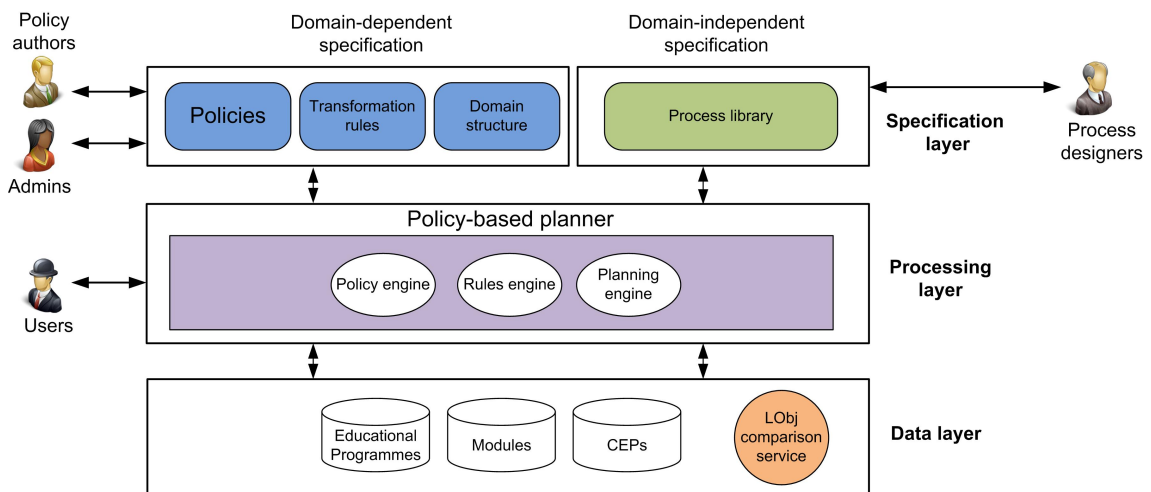 Policy
authors
Domain-dependent
specification
Domain-independent
specification
Policies
Transformation
rules
Domain
structure
Process library
Specification
layer
Process
designers
Admins
Policy-based planner
Policy engine
Rules engine
Planning
engine
Processing
layer
Users
Educational
Programmes
Modules
CEPs
LObj
comparison
service
Data layer